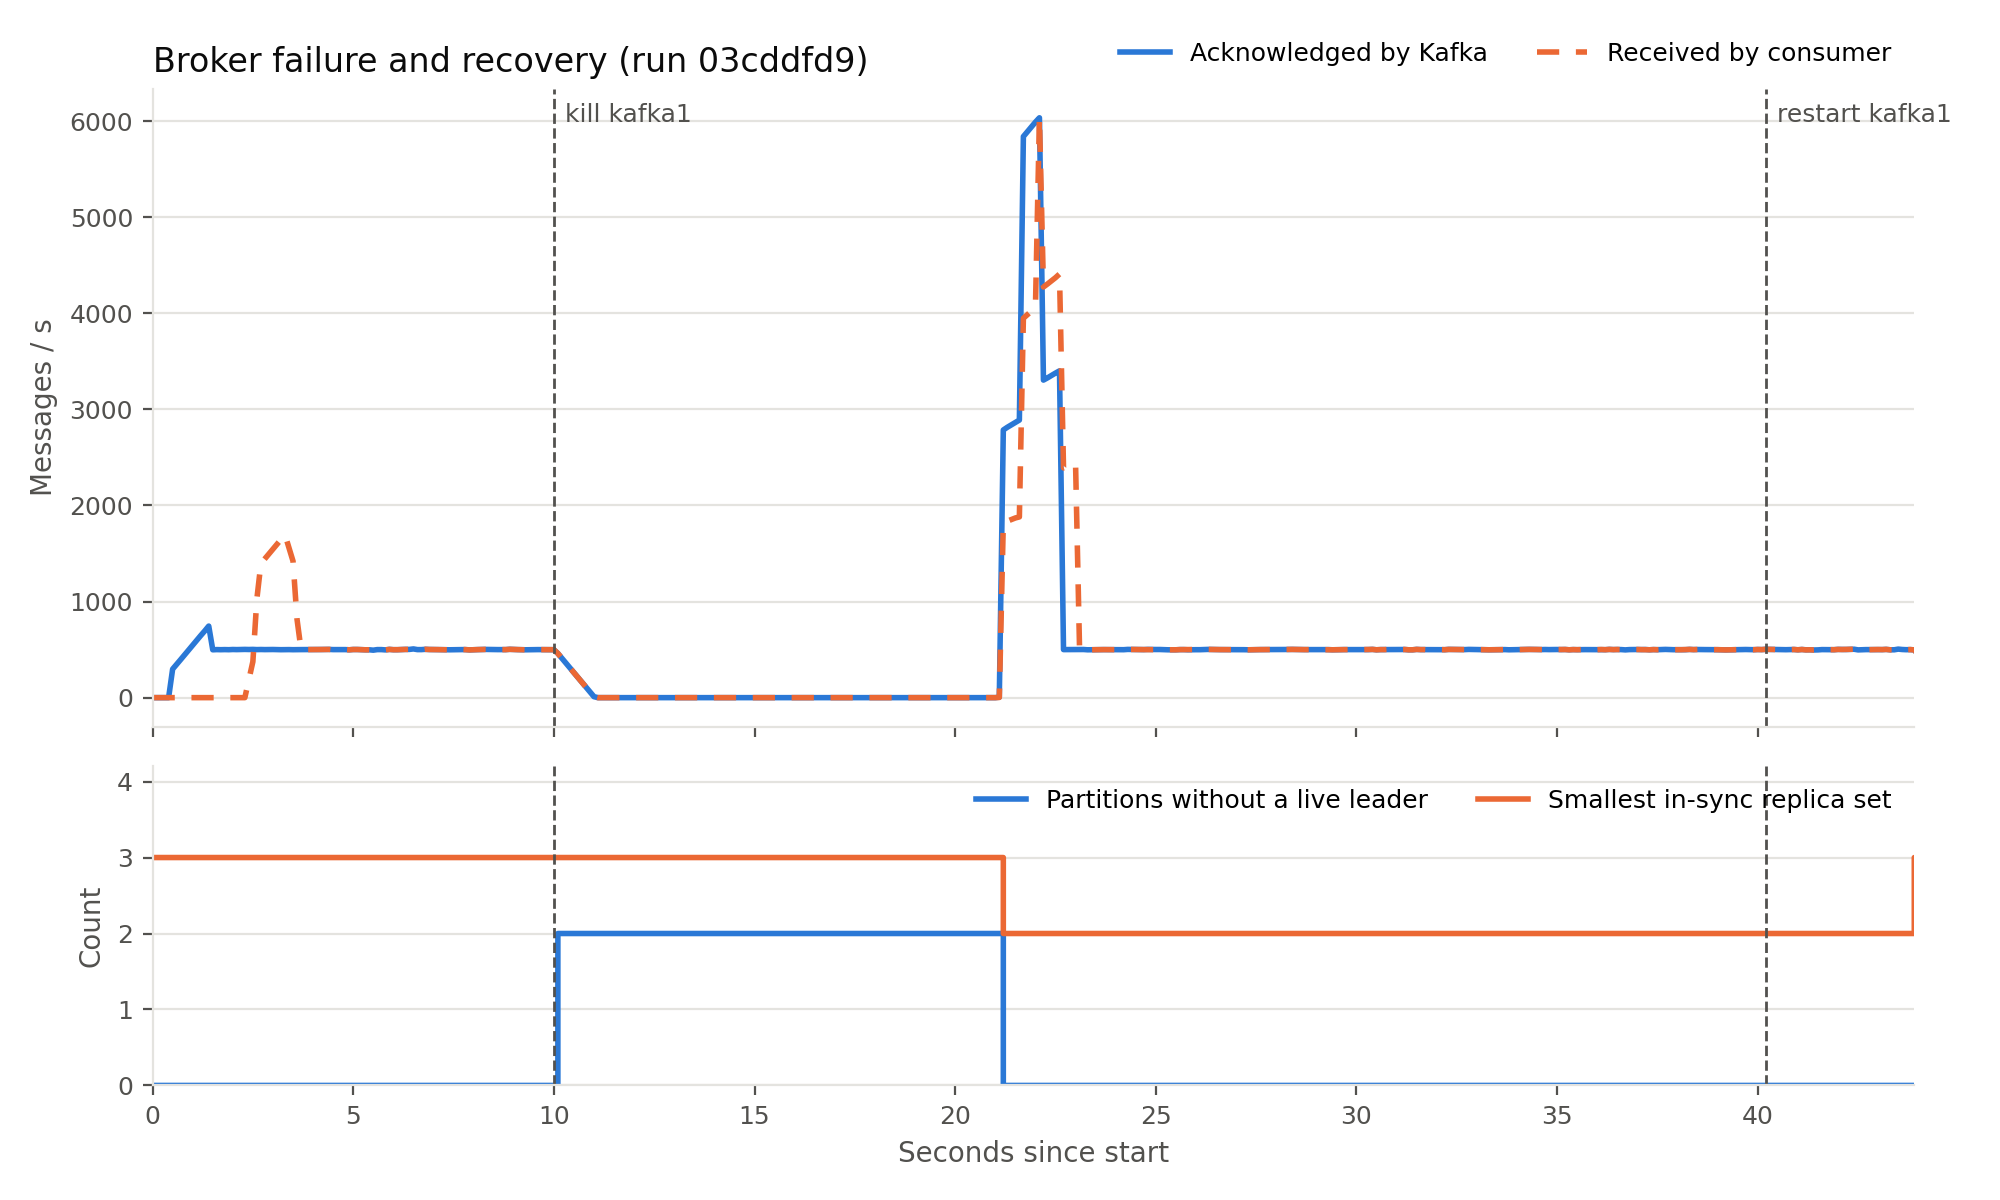 Broker failure and recovery (run 03cddfd9)
Acknowledged by Kafka
Received by consumer
kill kafka1
restart kafka1
6000
5000
4000
3000
2000
1000
0
Messages / s
Partitions without a live leader
Smallest in-sync replica set
4
3
2
1
0
Count
0 5 10 15 20 25 30 35 40
Seconds since start